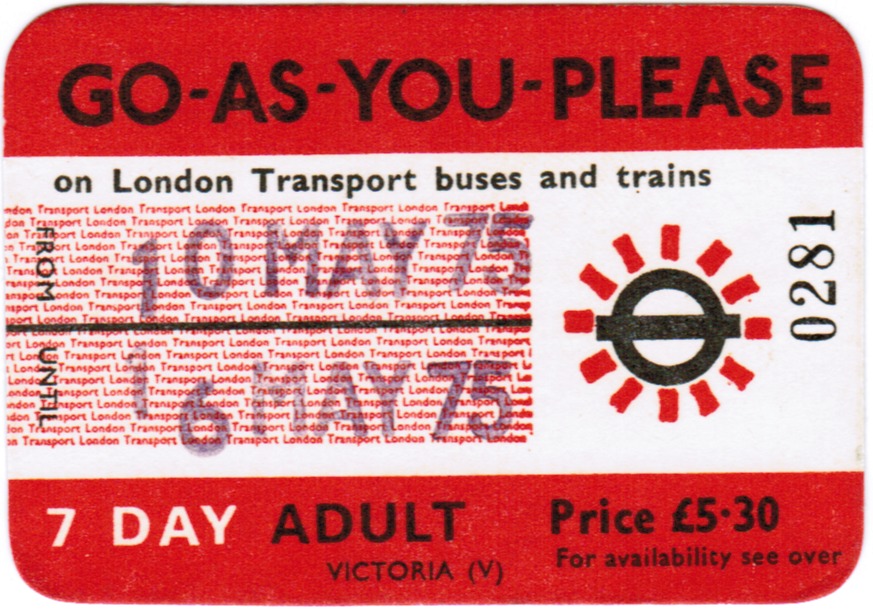 GO-AS-YOU-PLEASE
on London Transport buses and trains
FROM 10 MAY 75
UNTIL 16 MAY 75
0281
7 DAY ADULT
VICTORIA (V)
Price £5·30
For availability see over